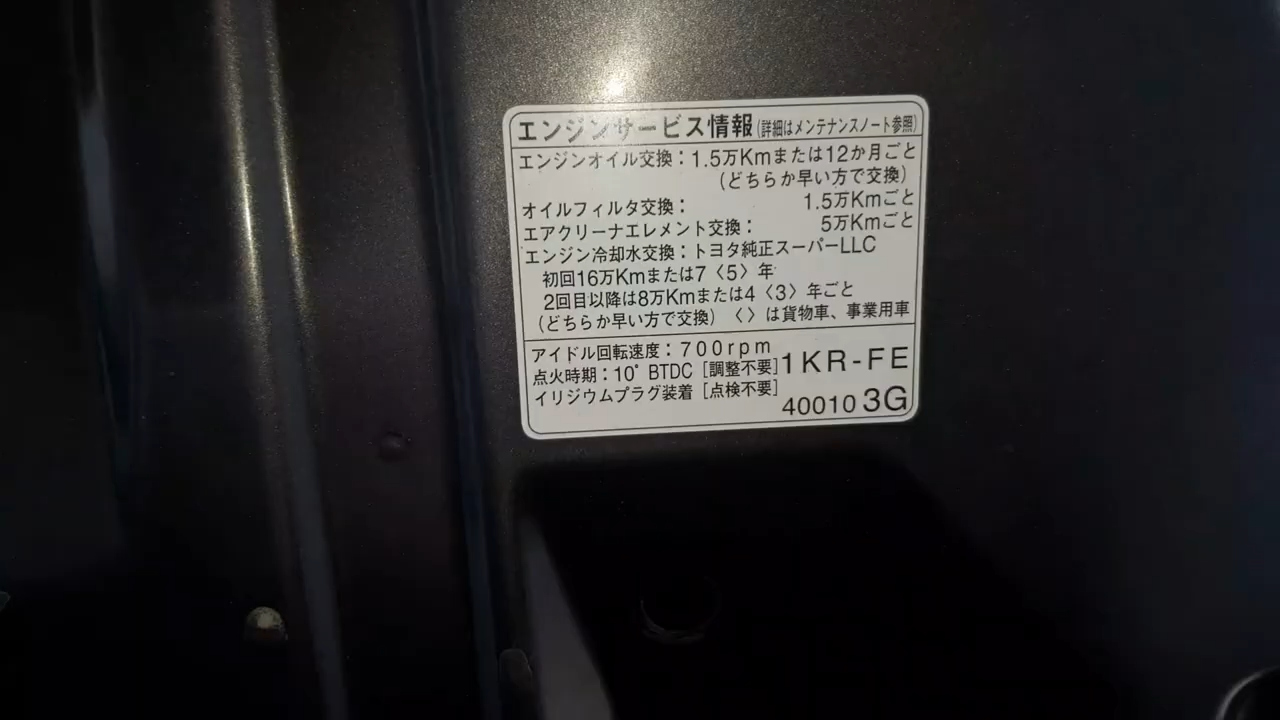 エンジンサービス情報(詳細はメンテナンスノート参照)
エンジンオイル交換：1.5万Kmまたは12か月ごと
(どちらか早い方で交換)
オイルフィルタ交換： 1.5万Kmごと
エアクリーナエレメント交換： 5万Kmごと
エンジン冷却水交換：トヨタ純正スーパーLLC
初回16万Kmまたは7〈5〉年
2回目以降は8万Kmまたは4〈3〉年ごと
(どちらか早い方で交換)〈 〉は貨物車、事業用車
アイドル回転速度：700rpm
点火時期：10° BTDC [調整不要]
イリジウムプラグ装着 [点検不要]
1KR-FE
40010 3G